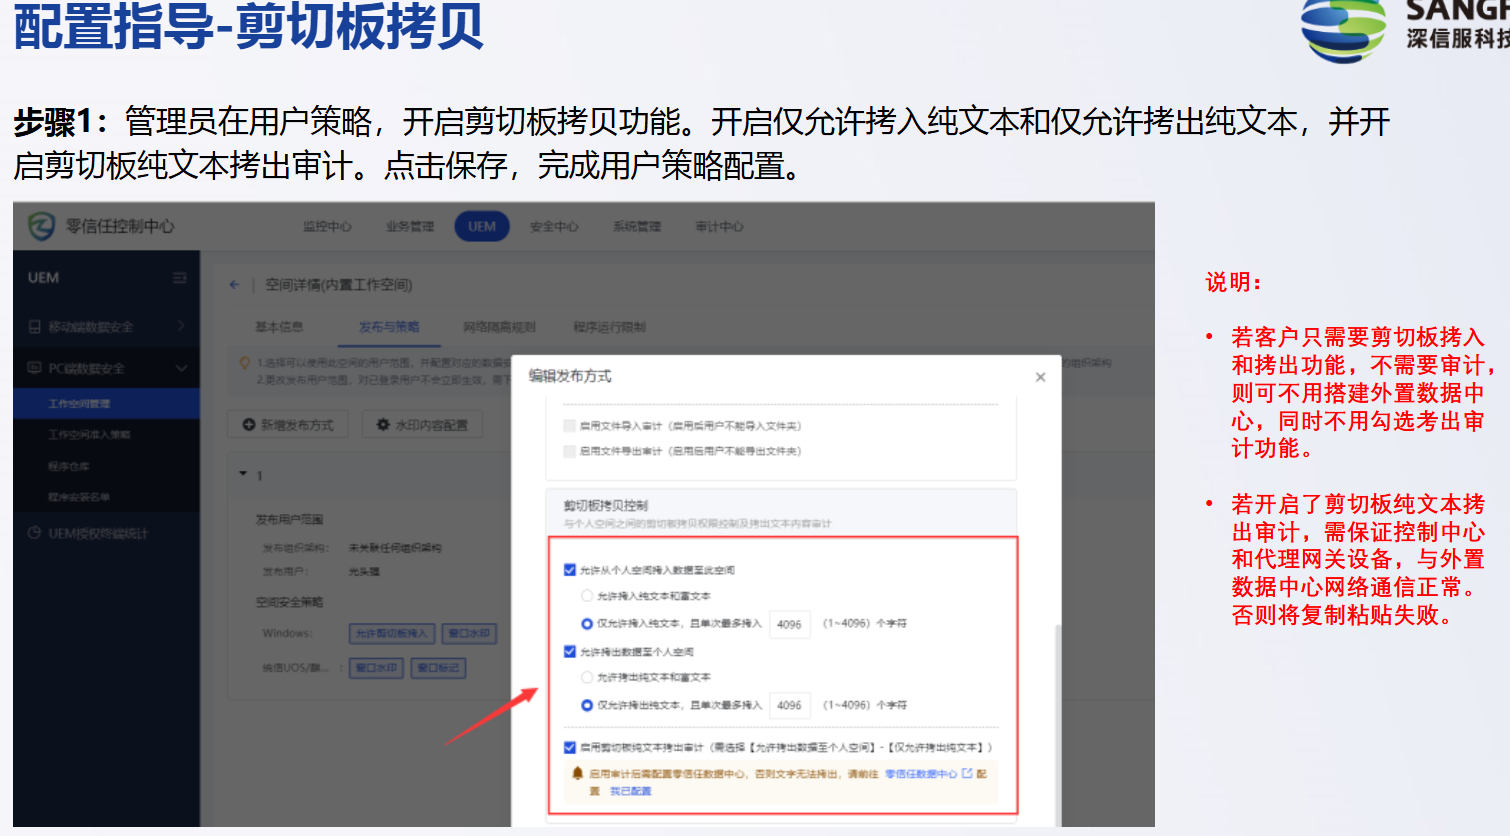 配置指导-剪切板拷贝
深信服科技
步骤1：管理员在用户策略，开启剪切板拷贝功能。开启仅允许拷入纯文本和仅允许拷出纯文本，并开
启剪切板纯文本拷出审计。点击保存，完成用户策略配置。
零信任控制中心
监控中心 业务管理 UEM 安全中心 系统管理 审计中心
UEM
移动端数据安全
PC端数据安全
工作空间管理
工作空间准入策略
程序仓库
程序安装名单
UEM授权终端统计
空间详情(内置工作空间)
基本信息 发布与策略 网络隔离规则 程序运行限制
1.选择可以使用此空间的用户范围，并配置对应的数据安
的组织架构
2.更改发布用户范围，对已登录用户不会立即生效，需下
新增发布方式 水印内容配置
1
发布用户范围
发布组织架构： 未关联任何组织架构
发布用户： 光头强
空间安全策略
Windows: 允许剪切板拷入 窗口水印
统信UOS/麒... : 窗口水印 窗口标记
编辑发布方式
启用文件导入审计（启用后用户不能导入文件夹）
启用文件导出审计（启用后用户不能导出文件夹）
剪切板拷贝控制
与个人空间之间的剪切板拷贝权限控制及拷出文本内容审计
允许从个人空间拷入数据至此空间
允许拷入纯文本和富文本
仅允许拷入纯文本，且单次最多拷入 4096 （1~4096）个字符
允许拷出数据至个人空间
允许拷出纯文本和富文本
仅允许拷出纯文本，且单次最多拷入 4096 （1~4096）个字符
启用剪切板纯文本拷出审计（需选择【允许拷出数据至个人空间】-【仅允许拷出纯文本】）
启用审计后需配置零信任数据中心，否则文字无法拷出，请前往 零信任数据中心 配
置 我已配置
说明：
• 若客户只需要剪切板拷入
和拷出功能，不需要审计，
则可不用搭建外置数据中
心，同时不用勾选考出审
计功能。
• 若开启了剪切板纯文本拷
出审计，需保证控制中心
和代理网关设备，与外置
数据中心网络通信正常。
否则将复制粘贴失败。